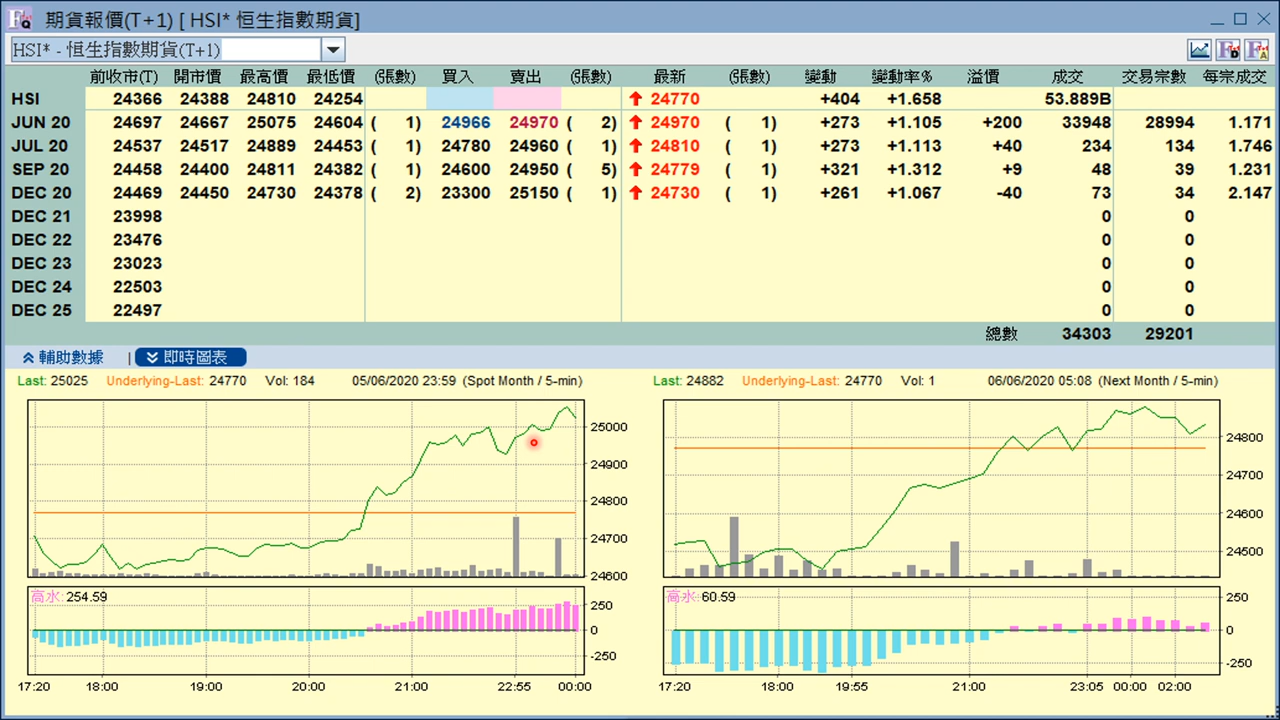 期貨報價(T+1) [ HSI* 恒生指數期貨]
HSI* - 恒生指數期貨(T+1)
前收市(T) 開市價 最高價 最低價 (張數) 買入 賣出 (張數) 最新 (張數) 變動 變動率% 溢價 成交 交易宗數 每宗成交
HSI 24366 24388 24810 24254 24770 +404 +1.658 53.889B
JUN 20 24697 24667 25075 24604 ( 1) 24966 24970 ( 2) 24970 ( 1) +273 +1.105 +200 33948 28994 1.171
JUL 20 24537 24517 24889 24453 ( 1) 24780 24960 ( 1) 24810 ( 1) +273 +1.113 +40 234 134 1.746
SEP 20 24458 24400 24811 24382 ( 1) 24600 24950 ( 5) 24779 ( 1) +321 +1.312 +9 48 39 1.231
DEC 20 24469 24450 24730 24378 ( 2) 23300 25150 ( 1) 24730 ( 1) +261 +1.067 -40 73 34 2.147
DEC 21 23998 0 0
DEC 22 23476 0 0
DEC 23 23023 0 0
DEC 24 22503 0 0
DEC 25 22497 0 0
總數 34303 29201
輔助數據 | 即時圖表
Last: 25025 Underlying-Last: 24770 Vol: 184 05/06/2020 23:59 (Spot Month / 5-min)
25000
24900
24800
24700
24600
高水: 254.59
250
0
-250
17:20 18:00 19:00 20:00 21:00 22:55 00:00
Last: 24882 Underlying-Last: 24770 Vol: 1 06/06/2020 05:08 (Next Month / 5-min)
24800
24700
24600
24500
高水: 60.59
250
0
-250
17:20 18:00 19:55 21:00 23:05 00:00 02:00